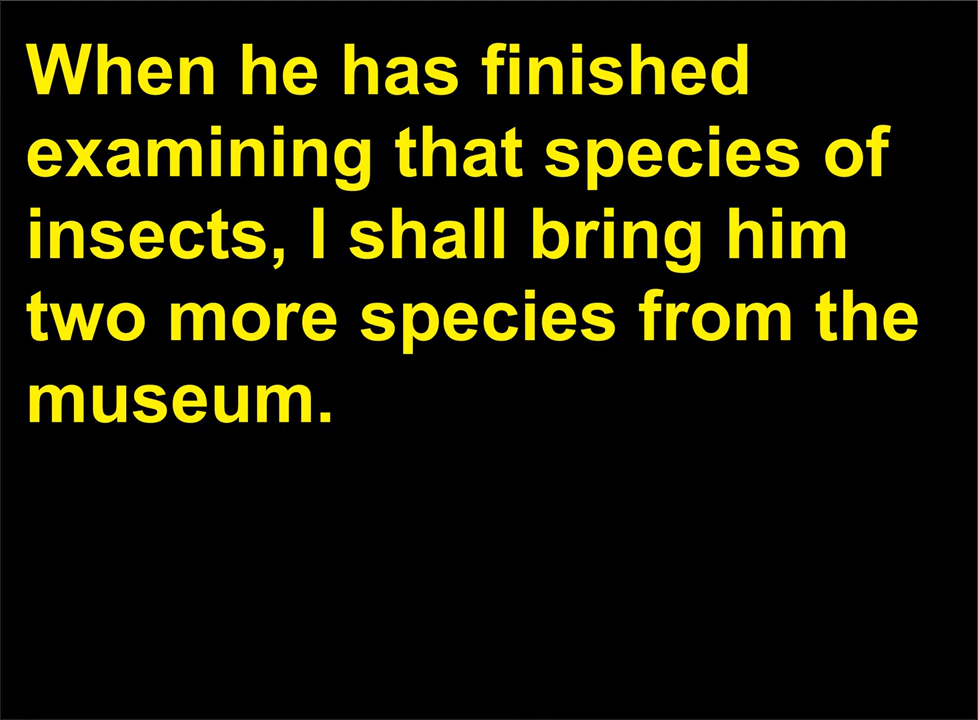 When he has finished
examining that species of
insects, I shall bring him
two more species from the
museum.